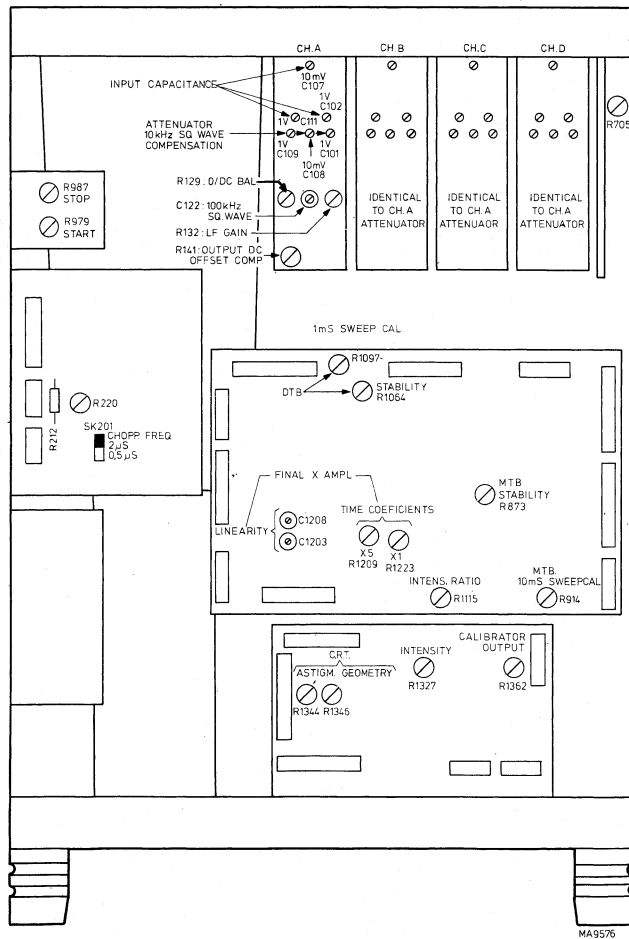 CH.A CH.B CH.C CH.D
INPUT CAPACITANCE
10mV
C107
1V
C102
1V C111
ATTENUATOR
10kHz SQ WAVE
COMPENSATION
1V
C109
1V
C101
10mV
C108
R705
R129:0/DC BAL
C122:100kHz
SQ.WAVE
R132:LF GAIN
R141:OUTPUT DC
OFFSET COMP
IDENTICAL
TO CH.A
ATTENUATOR
IDENTICAL
TO CH.A
ATTENUAOR
IDENTICAL
TO CH.A
ATTENUATOR
R987
STOP
R979
START
1mS SWEEP CAL
R1097
DTB
STABILITY
R1064
R212
R220
SK201
CHOPP. FREQ
2µS
0,5µS
FINAL X AMPL
MTB
STABILITY
R873
LINEARITY
C1208
C1203
TIME COEFICIENTS
X5
R1209
X1
R1223
INTENS. RATIO
R1115
MTB.
10mS SWEEPCAL
R914
C.R.T.
ASTIGM. GEOMETRY
R1344 R1346
INTENSITY
R1327
CALIBRATOR
OUTPUT
R1362
MA9576